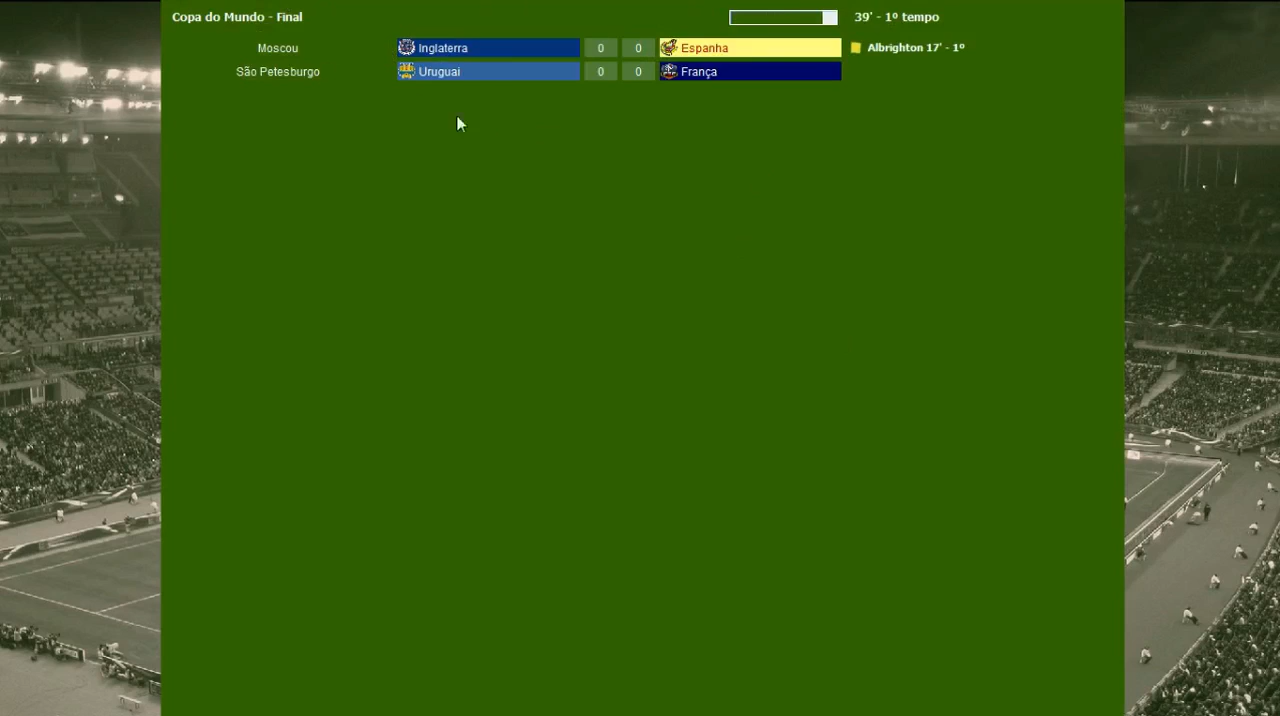 Copa do Mundo - Final 39' - 1º tempo
Moscou Inglaterra 0 0 Espanha Albrighton 17' - 1º
São Petesburgo Uruguai 0 0 França